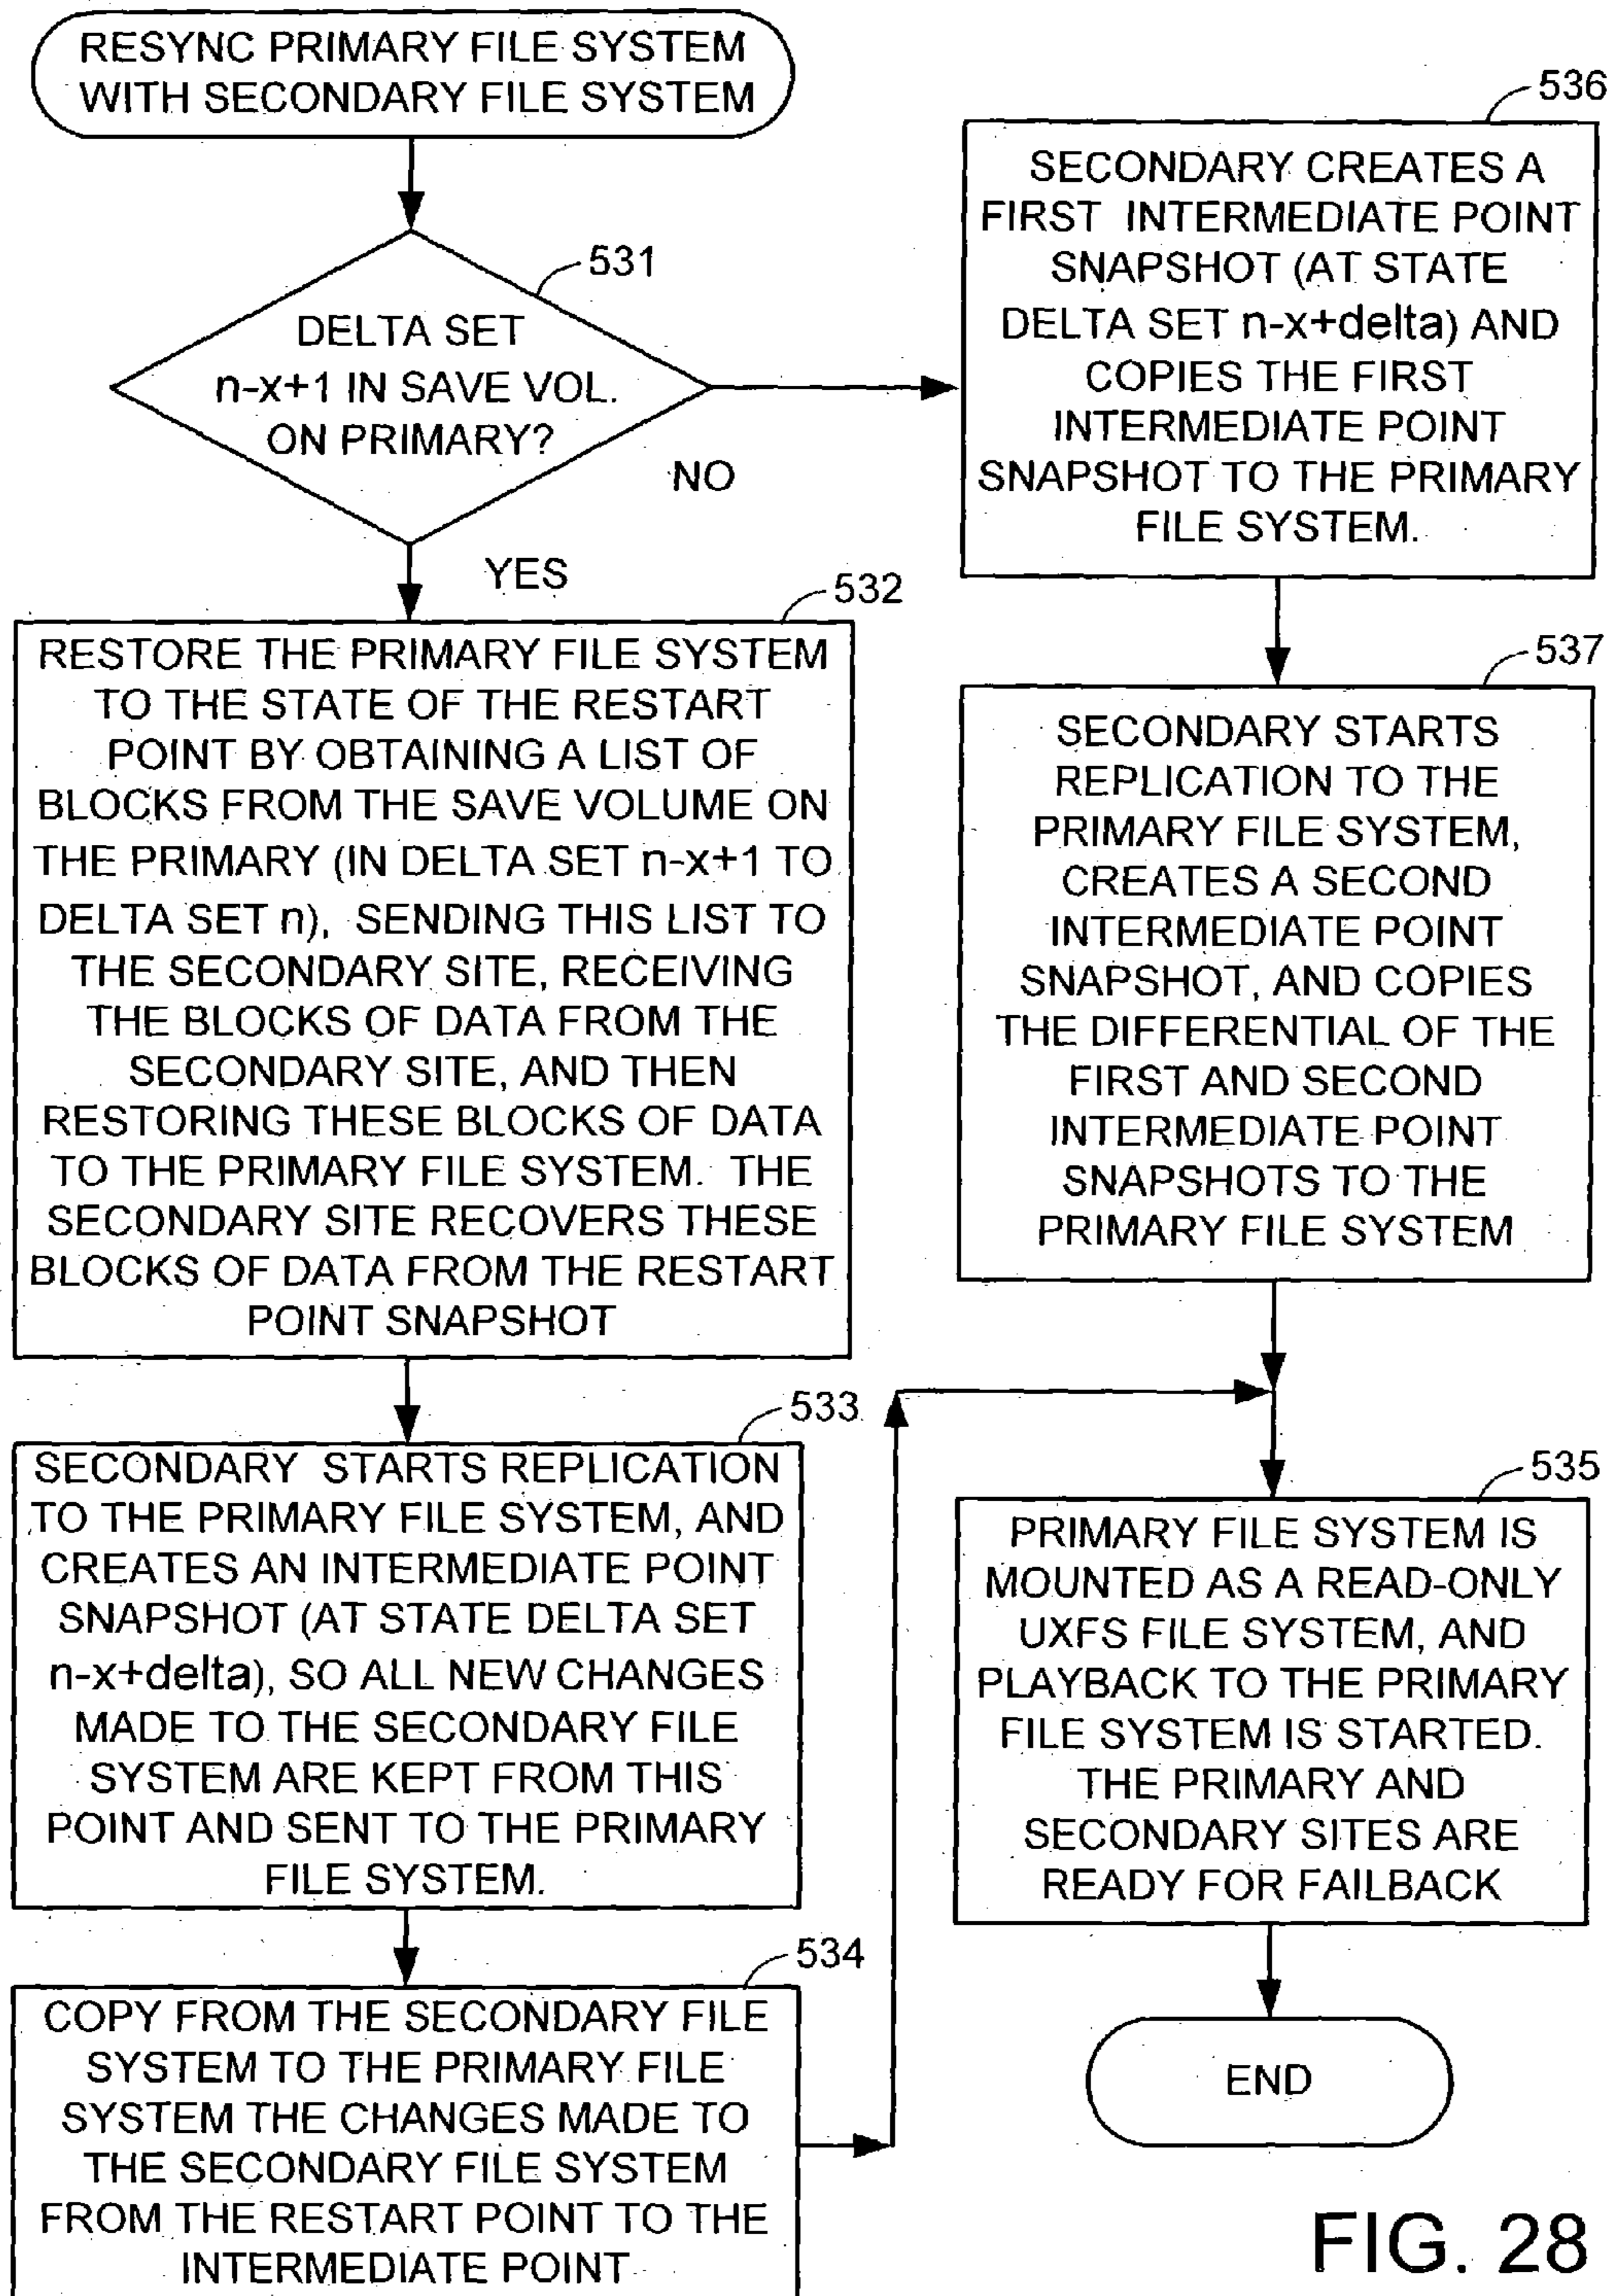 RESYNC PRIMARY FILE SYSTEM
WITH SECONDARY FILE SYSTEM
531
DELTA SET
n-x+1 IN SAVE VOL.
ON PRIMARY?
NO
YES
532
RESTORE THE PRIMARY FILE SYSTEM
TO THE STATE OF THE RESTART
POINT BY OBTAINING A LIST OF
BLOCKS FROM THE SAVE VOLUME ON
THE PRIMARY (IN DELTA SET n-x+1 TO
DELTA SET n), SENDING THIS LIST TO
THE SECONDARY SITE, RECEIVING
THE BLOCKS OF DATA FROM THE
SECONDARY SITE, AND THEN
RESTORING THESE BLOCKS OF DATA
TO THE PRIMARY FILE SYSTEM. THE
SECONDARY SITE RECOVERS THESE
BLOCKS OF DATA FROM THE RESTART
POINT SNAPSHOT
533
SECONDARY STARTS REPLICATION
TO THE PRIMARY FILE SYSTEM, AND
CREATES AN INTERMEDIATE POINT
SNAPSHOT (AT STATE DELTA SET
n-x+delta), SO ALL NEW CHANGES
MADE TO THE SECONDARY FILE
SYSTEM ARE KEPT FROM THIS
POINT AND SENT TO THE PRIMARY
FILE SYSTEM.
534
COPY FROM THE SECONDARY FILE
SYSTEM TO THE PRIMARY FILE
SYSTEM THE CHANGES MADE TO
THE SECONDARY FILE SYSTEM
FROM THE RESTART POINT TO THE
INTERMEDIATE POINT
536
SECONDARY CREATES A
FIRST INTERMEDIATE POINT
SNAPSHOT (AT STATE
DELTA SET n-x+delta) AND
COPIES THE FIRST
INTERMEDIATE POINT
SNAPSHOT TO THE PRIMARY
FILE SYSTEM.
537
SECONDARY STARTS
REPLICATION TO THE
PRIMARY FILE SYSTEM,
CREATES A SECOND
INTERMEDIATE POINT
SNAPSHOT, AND COPIES
THE DIFFERENTIAL OF THE
FIRST AND SECOND
INTERMEDIATE POINT
SNAPSHOTS TO THE
PRIMARY FILE SYSTEM
535
PRIMARY FILE SYSTEM IS
MOUNTED AS A READ-ONLY
UXFS FILE SYSTEM, AND
PLAYBACK TO THE PRIMARY
FILE SYSTEM IS STARTED.
THE PRIMARY AND
SECONDARY SITES ARE
READY FOR FAILBACK
END
FIG. 28